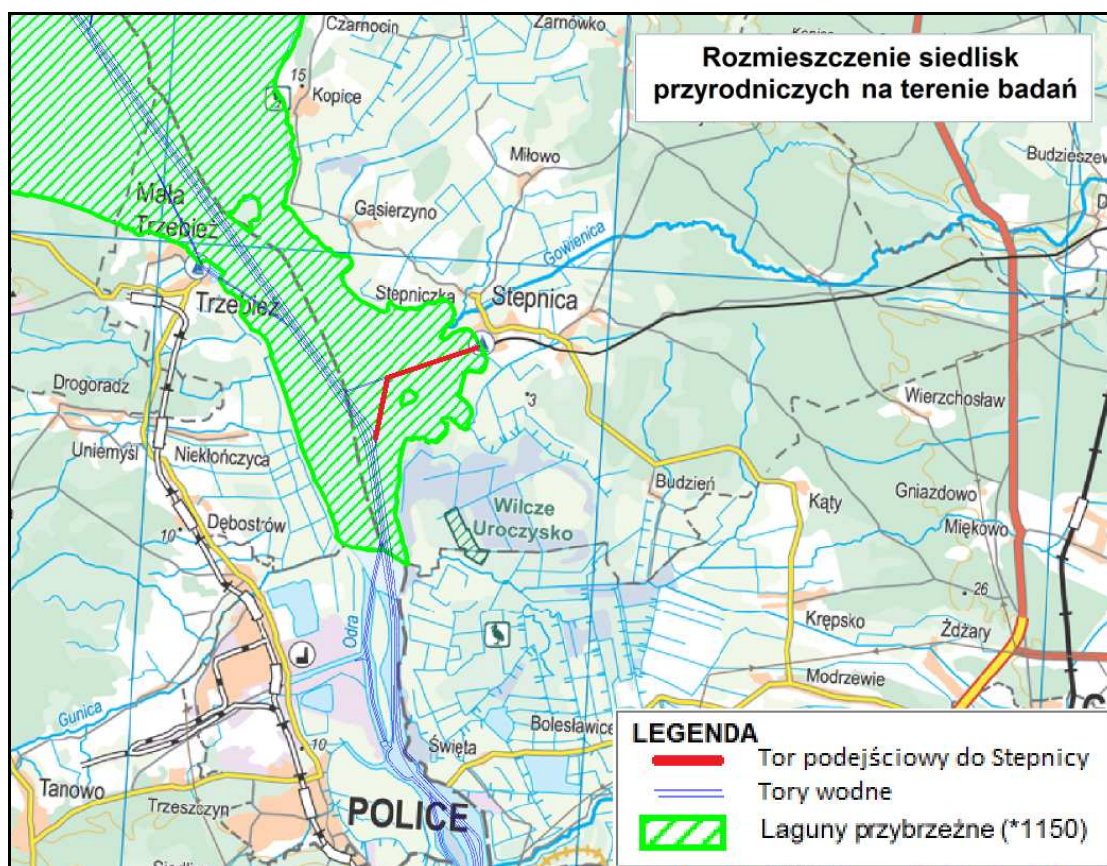 Czarnocin
Żarnówko
Rozmieszczenie siedlisk
przyrodniczych na terenie badań
15
Kopice
Miłowo
Budzieszew
Mała
Trzebież
Gąsierzyno
Gowienica
Stepniczka
Stepnica
Trzebież
Drogoradz
3
Wierzchosław
Uniemyśl
Niekłończyca
Budzień
Kąty
Gniazdowo
Wilcze
Uroczysko
Dębostrów
10
Miękowo
26
Krępsko
Żdżary
Odra
Modrzewie
Gunica
Bolesławice
LEGENDA
10
Święta
Tor podejściowy do Stepnicy
Tanowo
Tory wodne
Trzeszczyn
POLICE
Laguny przybrzeżne (*1150)